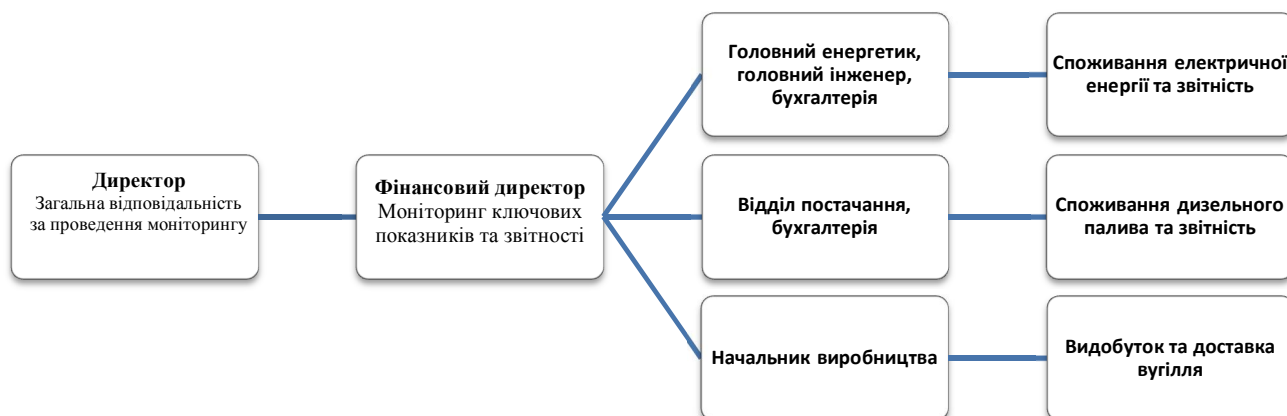 Директор
Загальна відповідальність
за проведення моніторингу
Фінансовий директор
Моніторинг ключових
показників та звітності
Головний енергетик,
головний інженер,
бухгалтерія
Споживання електричної
енергії та звітність
Відділ постачання,
бухгалтерія
Споживання дизельного
палива та звітність
Начальник виробництва
Видобуток та доставка
вугілля